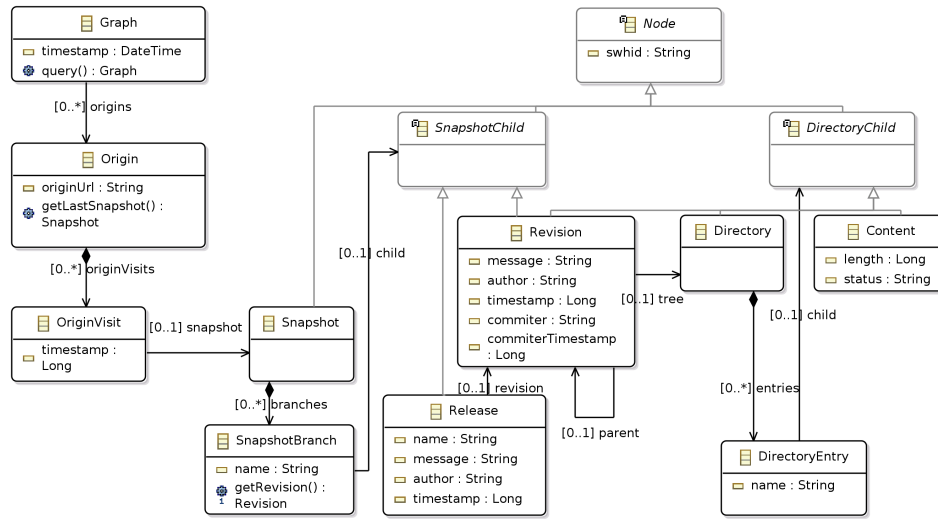 Graph
timestamp : DateTime
query() : Graph
[0..*] origins
Origin
originUrl : String
getLastSnapshot() :
Snapshot
[0..*] originVisits
OriginVisit
timestamp :
Long
[0..1] snapshot
Snapshot
[0..*] branches
SnapshotBranch
name : String
getRevision() :
Revision
1
[0..1] child
Node
swhid : String
SnapshotChild
DirectoryChild
Revision
message : String
author : String
timestamp : Long
commiter : String
commiterTimestamp
: Long
[0..1] tree
[0..1] revision
[0..1] parent
Release
name : String
message : String
author : String
timestamp : Long
Directory
Content
length : Long
status : String
[0..1] child
[0..*] entries
DirectoryEntry
name : String